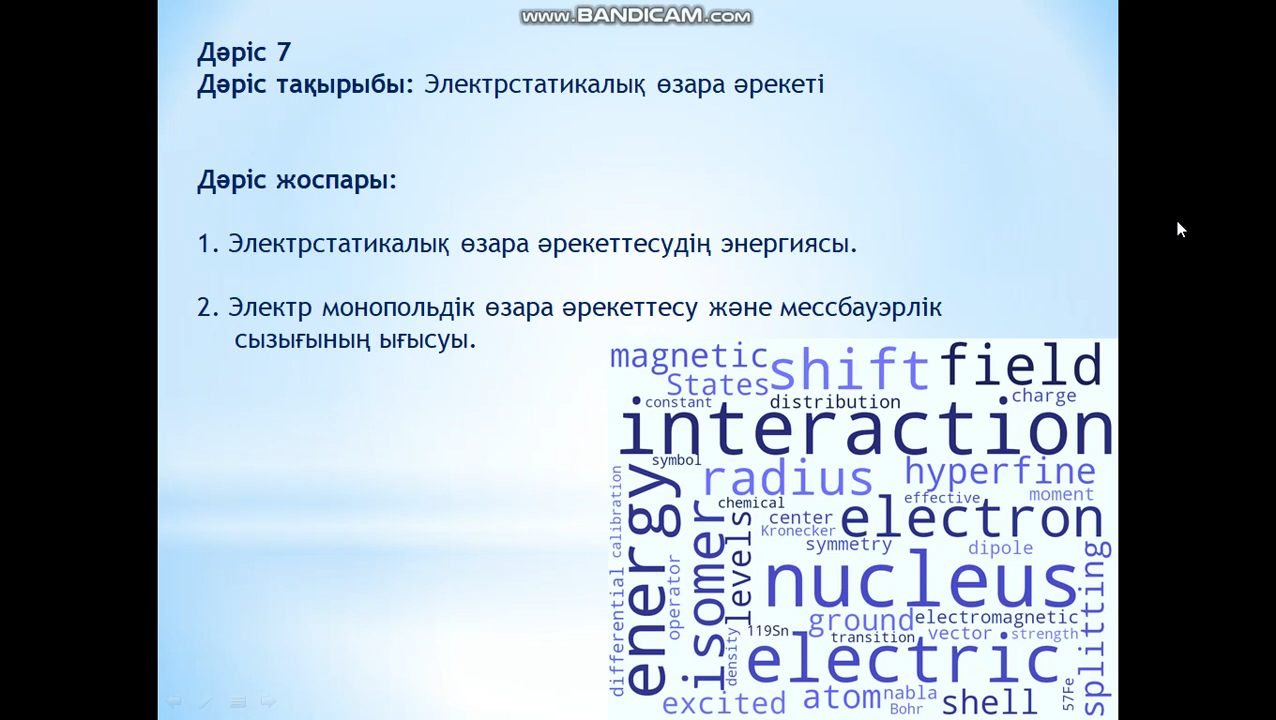 www.BANDICAM.com
Дәріс 7
Дәріс тақырыбы: Электрстатикалық өзара әрекеті
Дәріс жоспары:
1. Электрстатикалық өзара әрекеттесудің энергиясы.
2. Электр монопольдік өзара әрекеттесу және мессбауэрлік
сызығының ығысуы.
magnetic
shift
field
States
charge
constant
distribution
interaction
symbol
radius
hyperfine
calibration
energy
isomer
chemical
effective
moment
levels
center
electron
Kronecker
symmetry
dipole
splitting
operator
nucleus
differential
ground
electromagnetic
119Sn
transition
vector
strength
density
electric
57Fe
excited
atom
nabla
Bohr
shell